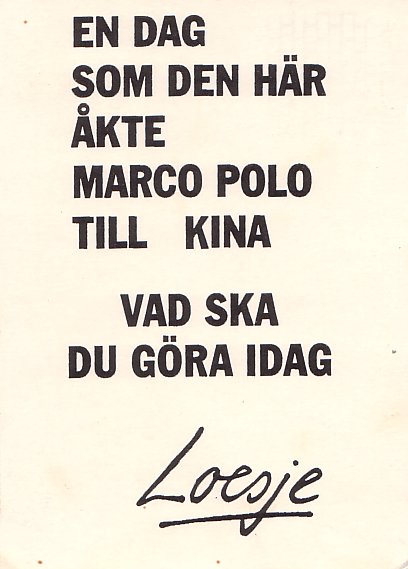 EN DAG
SOM DEN HÄR
ÅKTE
MARCO POLO
TILL KINA
VAD SKA
DU GÖRA IDAG
Loesje